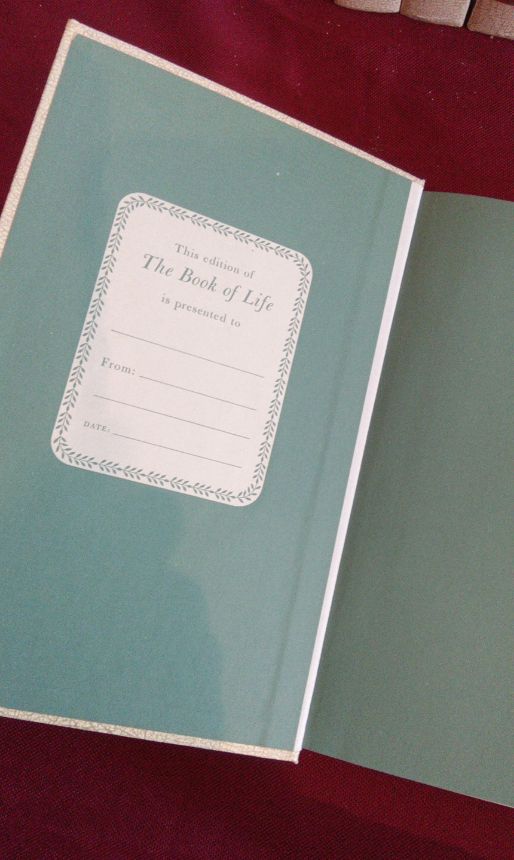 This edition of
The Book of Life
is presented to
From:
DATE: